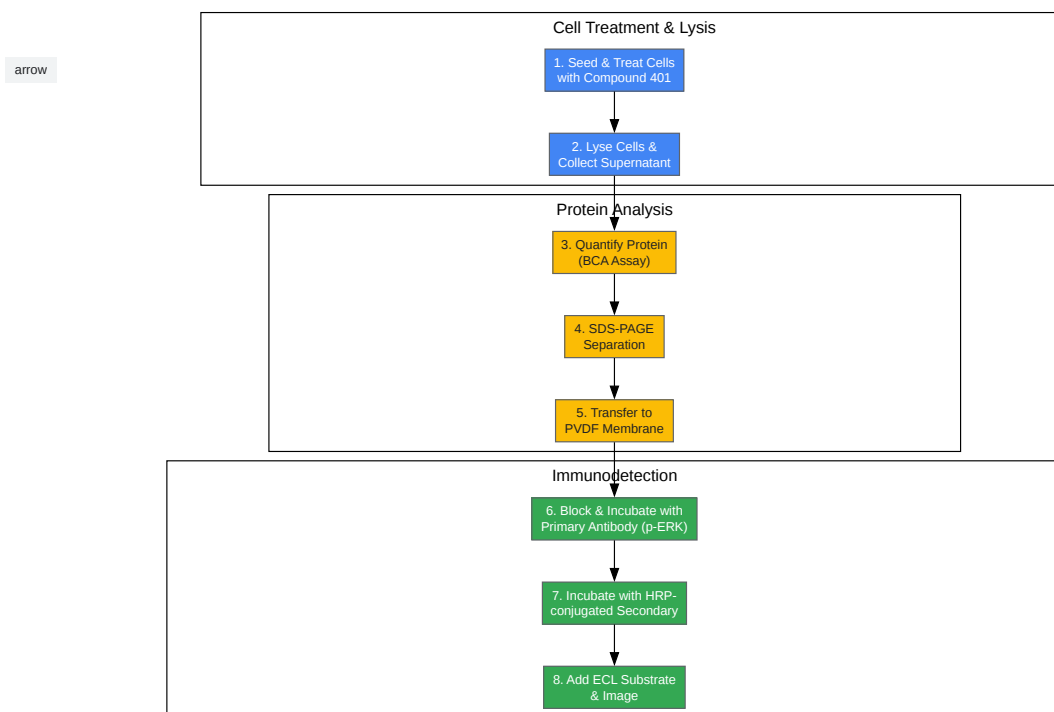 Cell Treatment & Lysis
arrow
1. Seed & Treat Cells
with Compound 401
2. Lyse Cells &
Collect Supernatant
Protein Analysis
3. Quantify Protein
(BCA Assay)
4. SDS-PAGE
Separation
5. Transfer to
PVDF Membrane
Immunodetection
6. Block & Incubate with
Primary Antibody (p-ERK)
7. Incubate with HRP-
conjugated Secondary
8. Add ECL Substrate
& Image